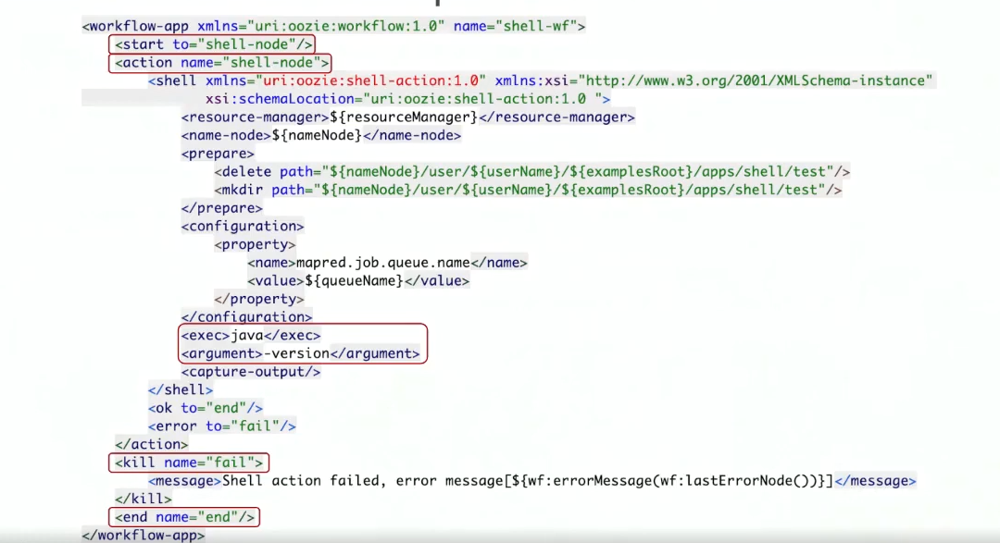 <workflow-app xmlns="uri:oozie:workflow:1.0" name="shell-wf">
<start to="shell-node"/>
<action name="shell-node">
<shell xmlns="uri:oozie:shell-action:1.0" xmlns:xsi="http://www.w3.org/2001/XMLSchema-instance"
xsi:schemaLocation="uri:oozie:shell-action:1.0 ">
<resource-manager>${resourceManager}</resource-manager>
<name-node>${nameNode}</name-node>
<prepare>
<delete path="${nameNode}/user/${userName}/${examplesRoot}/apps/shell/test"/>
<mkdir path="${nameNode}/user/${userName}/${examplesRoot}/apps/shell/test"/>
</prepare>
<configuration>
<property>
<name>mapred.job.queue.name</name>
<value>${queueName}</value>
</property>
</configuration>
<exec>java</exec>
<argument>-version</argument>
<capture-output/>
</shell>
<ok to="end"/>
<error to="fail"/>
</action>
<kill name="fail">
<message>Shell action failed, error message[${wf:errorMessage(wf:lastErrorNode())}]</message>
</kill>
<end name="end"/>
</workflow-app>